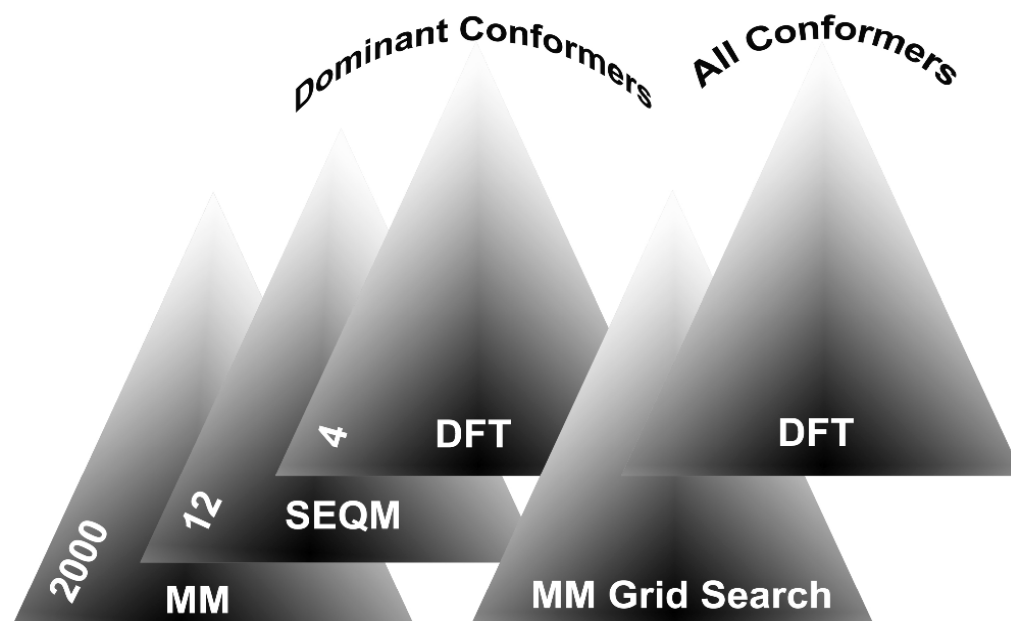 Dominant Conformers
All Conformers
4
DFT
DFT
12
SEQM
2000
MM
MM Grid Search